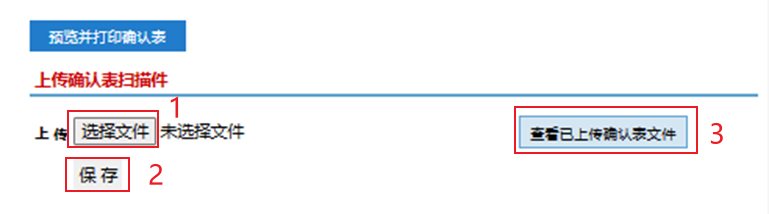 预览并打印确认表
上传确认表扫描件
1
上 传 选择文件 未选择文件 查看已上传确认表文件 3
保 存 2